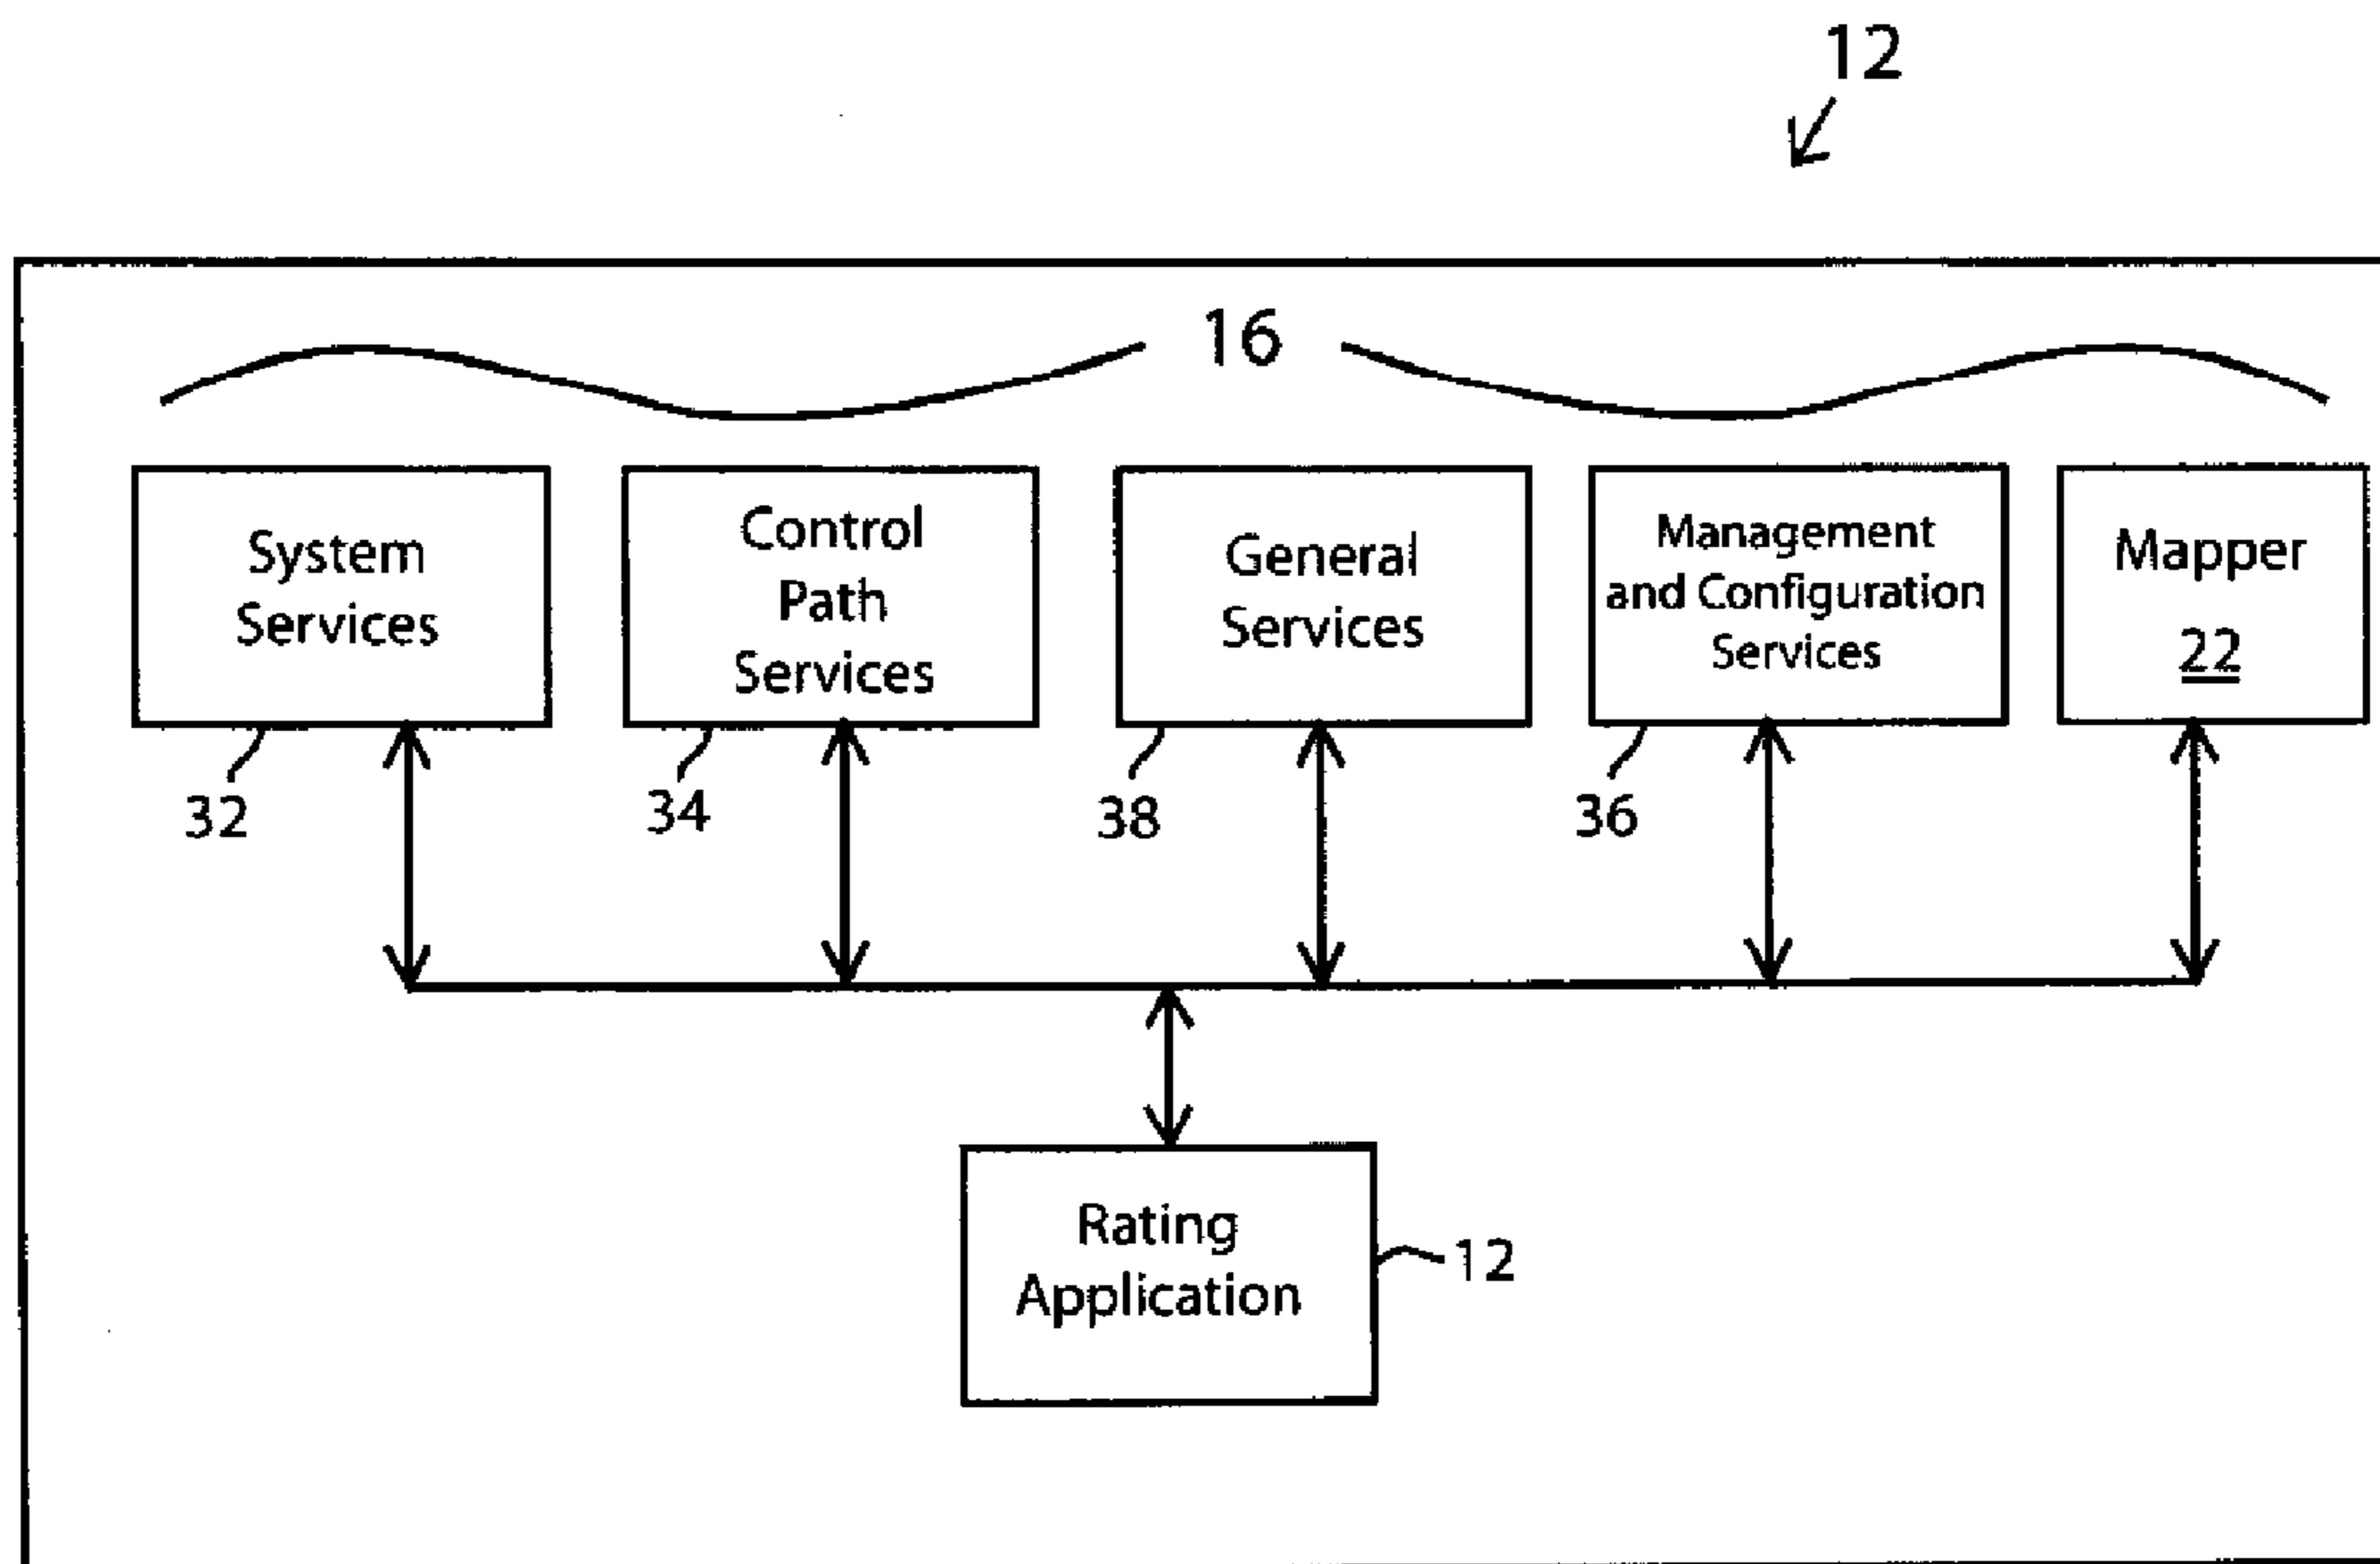 12
16
System
Services
Control
Path
Services
General
Services
Management
and Configuration
Services
Mapper
22
32
34
38
36
Rating
Application
12